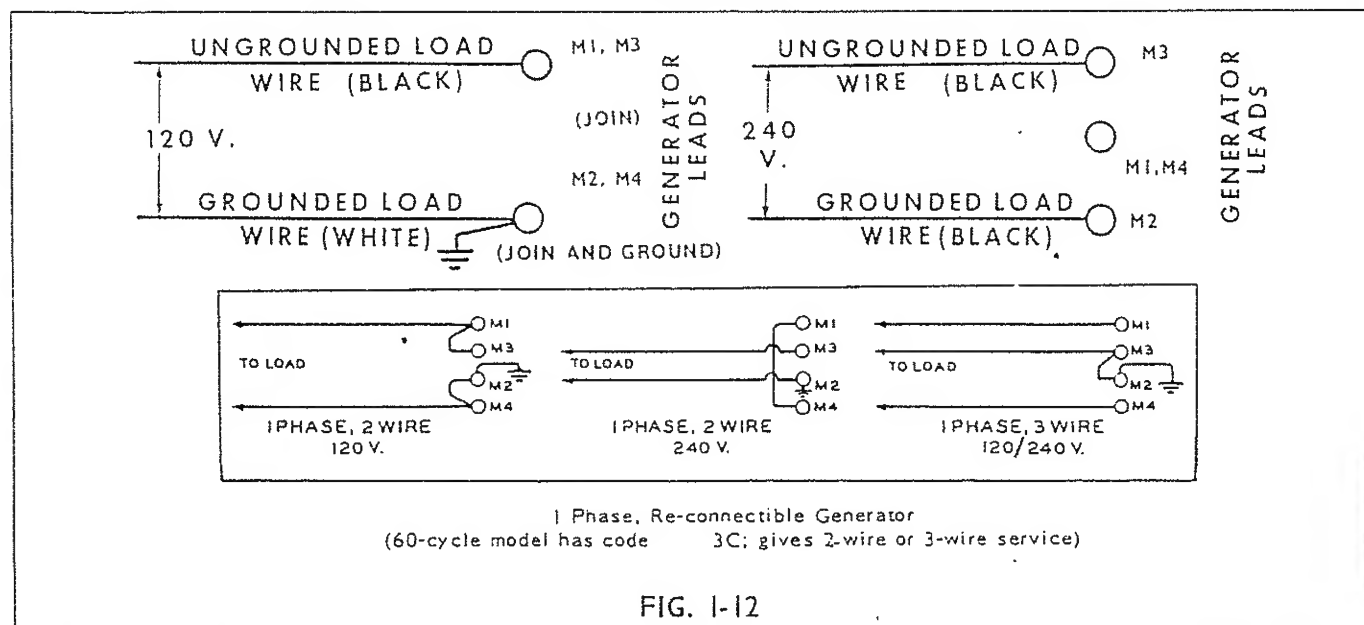 UNGROUNDED LOAD
WIRE (BLACK)
M1, M3
(JOIN)
120 V.
M2, M4
GENERATOR
LEADS
GROUNDED LOAD
WIRE (WHITE)
(JOIN AND GROUND)
UNGROUNDED LOAD
WIRE (BLACK)
M3
240
V.
M1,M4
GENERATOR
LEADS
GROUNDED LOAD
WIRE(BLACK)
M2
M1
M3
TO LOAD
M2
M4
1 PHASE, 2 WIRE
120 V.
M1
M3
TO LOAD
M2
M4
1 PHASE, 2 WIRE
240 V.
M1
M3
TO LOAD
M2
M4
1 PHASE, 3 WIRE
120/240 V.
1 Phase, Re-connectible Generator
(60-cycle model has code 3C; gives 2-wire or 3-wire service)
FIG. 1-12